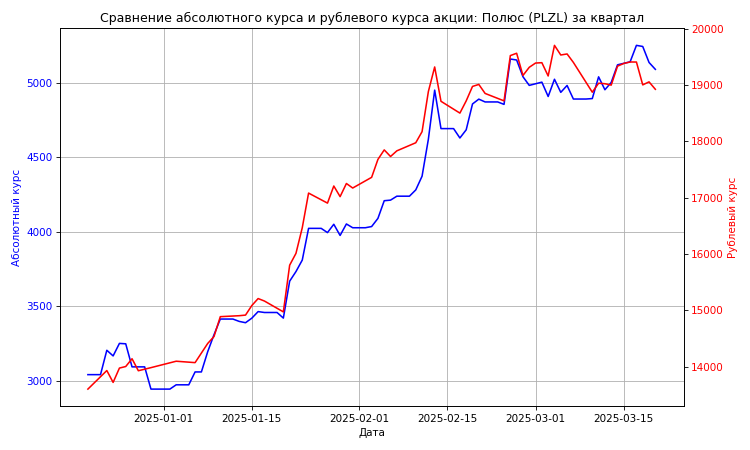 Сравнение абсолютного курса и рублевого курса акции: Полюс (PLZL) за квартал
Абсолютный курс
5000
4500
4000
3500
3000
20000
19000
18000
17000
16000
15000
14000
Рублевый курс
2025-01-01 2025-01-15 2025-02-01 2025-02-15 2025-03-01 2025-03-15
Дата